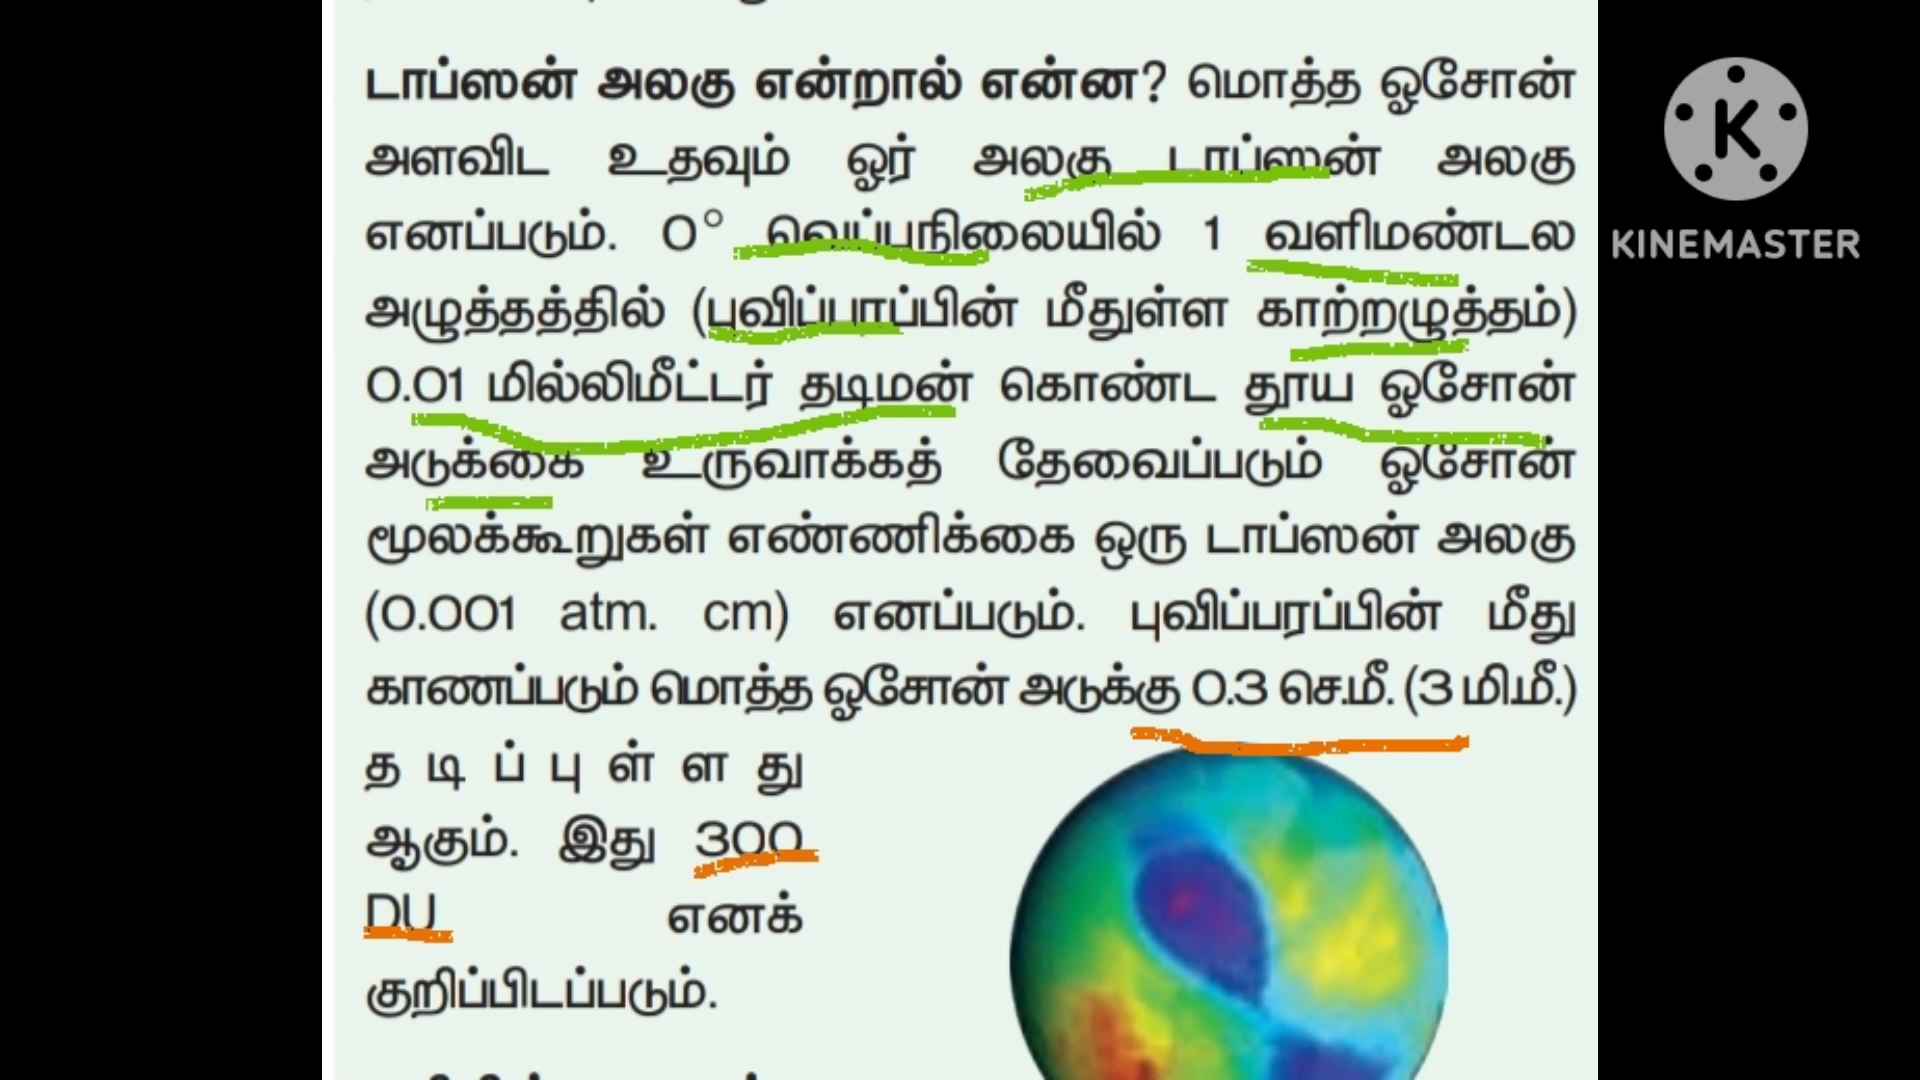 டாப்ஸன் அலகு என்றால் என்ன? மொத்த ஓசோன்
அளவிட உதவும் ஓர் அலகு டாப்ஸன் அலகு
எனப்படும். 0° வெப்பநிலையில் 1 வளிமண்டல
அழுத்தத்தில் (புவிப்பரப்பின் மீதுள்ள காற்றழுத்தம்)
0.01 மில்லிமீட்டர் தடிமன் கொண்ட தூய ஓசோன்
அடுக்கை உருவாக்கத் தேவைப்படும் ஓசோன்
மூலக்கூறுகள் எண்ணிக்கை ஒரு டாப்ஸன் அலகு
(0.001 atm. cm) எனப்படும். புவிப்பரப்பின் மீது
காணப்படும் மொத்த ஓசோன் அடுக்கு 0.3 செ.மீ. (3 மி.மீ.)
தடிப்புள்ளது
ஆகும். இது 300
DU எனக்
குறிப்பிடப்படும்.
K
KINEMASTER